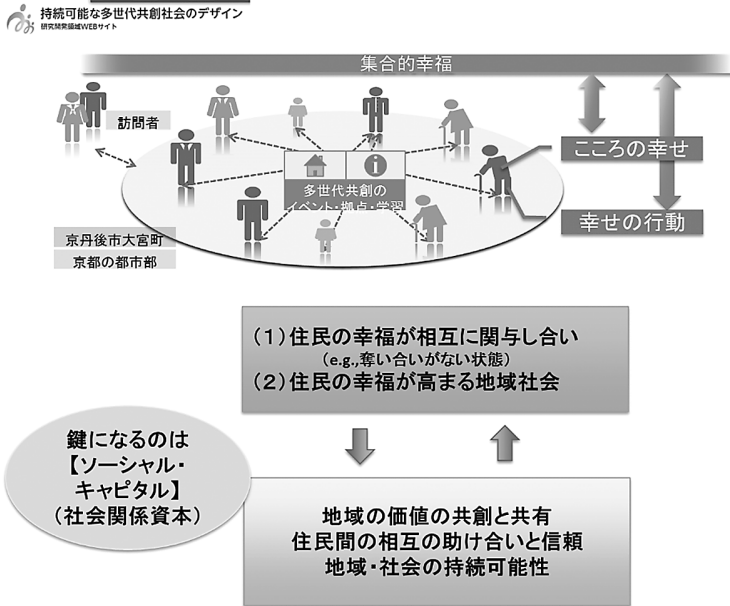 持続可能な多世代共創社会のデザイン
研究開発領域WEBサイト
集合的幸福
訪問者
こころの幸せ
多世代共創の
イベント・拠点・学習
幸せの行動
京丹後市大宮町
京都の都市部
（１）住民の幸福が相互に関与し合い
（e.g.,奪い合いがない状態）
（２）住民の幸福が高まる地域社会
鍵になるのは
【ソーシャル・
キャピタル】
（社会関係資本）
地域の価値の共創と共有
住民間の相互の助け合いと信頼
地域・社会の持続可能性